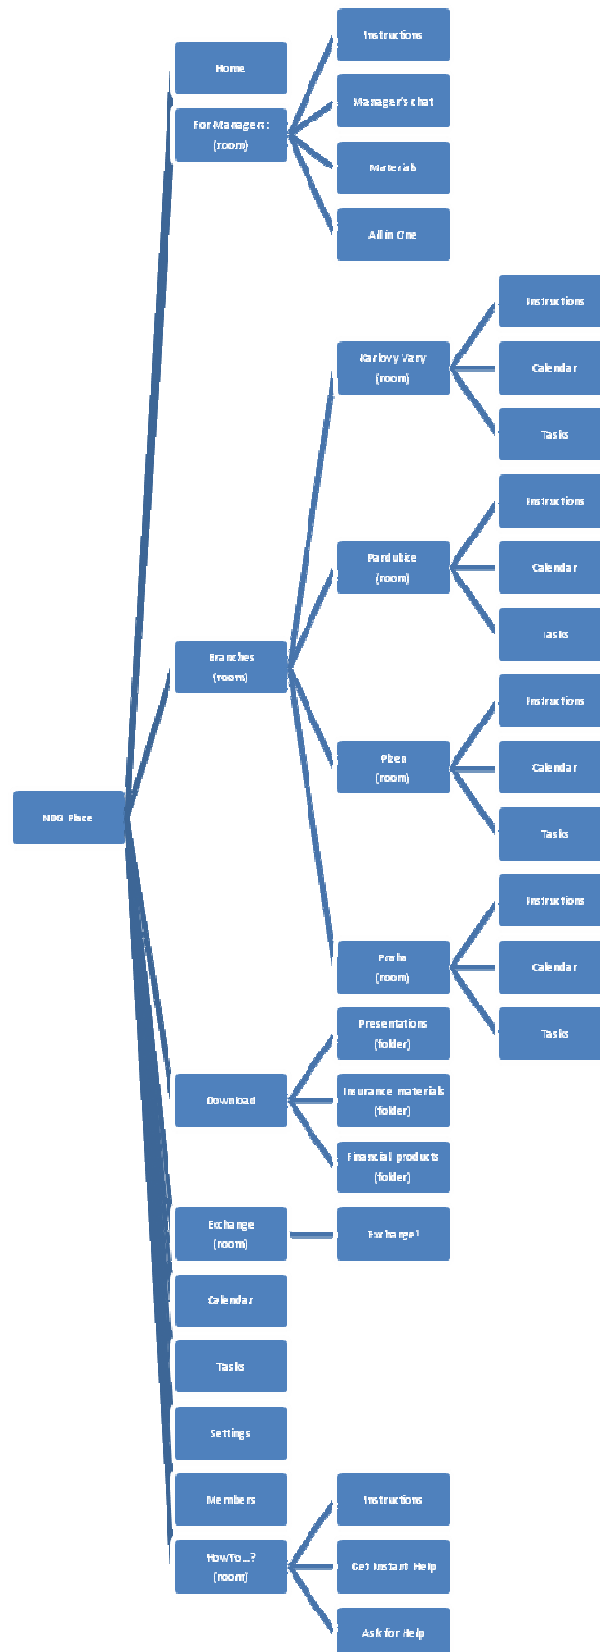 Instructions
Home
Manager's chat
For Managers:
(room)
Materials
All in One
Instructions
Karlovy Vary
(room)
Calendar
Tasks
Instructions
Pardubice
(room)
Calendar
Tasks
Branches
(room)
Instructions
Plzen
(room)
Calendar
Tasks
Place
Instructions
Praha
(room)
Calendar
Tasks
Presentations
(folder)
Download
Insurance materials
(folder)
Financial products
(folder)
Exchange
(room)
Exchange
Calendar
Tasks
Settings
Members
Instructions
HowTo...?
(room)
Get Instant Help
Ask for Help